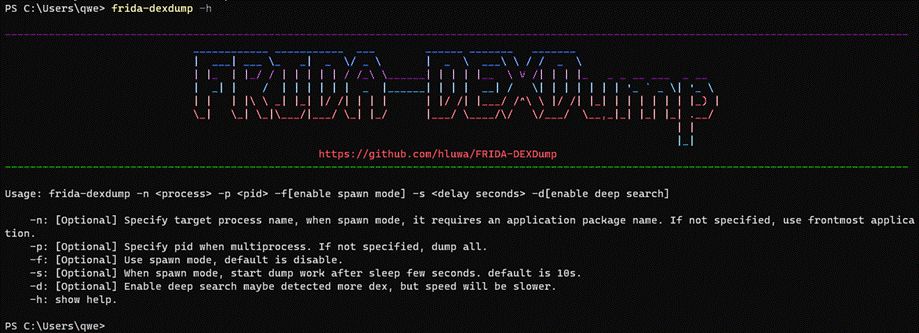 PS C:\Users\qwe> frida-dexdump -h
FRIDA-DEXDump
https://github.com/hluwa/FRIDA-DEXDump
Usage: frida-dexdump -n <process> -p <pid> -f[enable spawn mode] -s <delay seconds> -d[enable deep search]
-n: [Optional] Specify target process name, when spawn mode, it requires an application package name. If not specified, use frontmost applica
tion.
-p: [Optional] Specify pid when multiprocess. If not specified, dump all.
-f: [Optional] Use spawn mode, default is disable.
-s: [Optional] When spawn mode, start dump work after sleep few seconds. default is 10s.
-d: [Optional] Enable deep search maybe detected more dex, but speed will be slower.
-h: show help.
PS C:\Users\qwe>